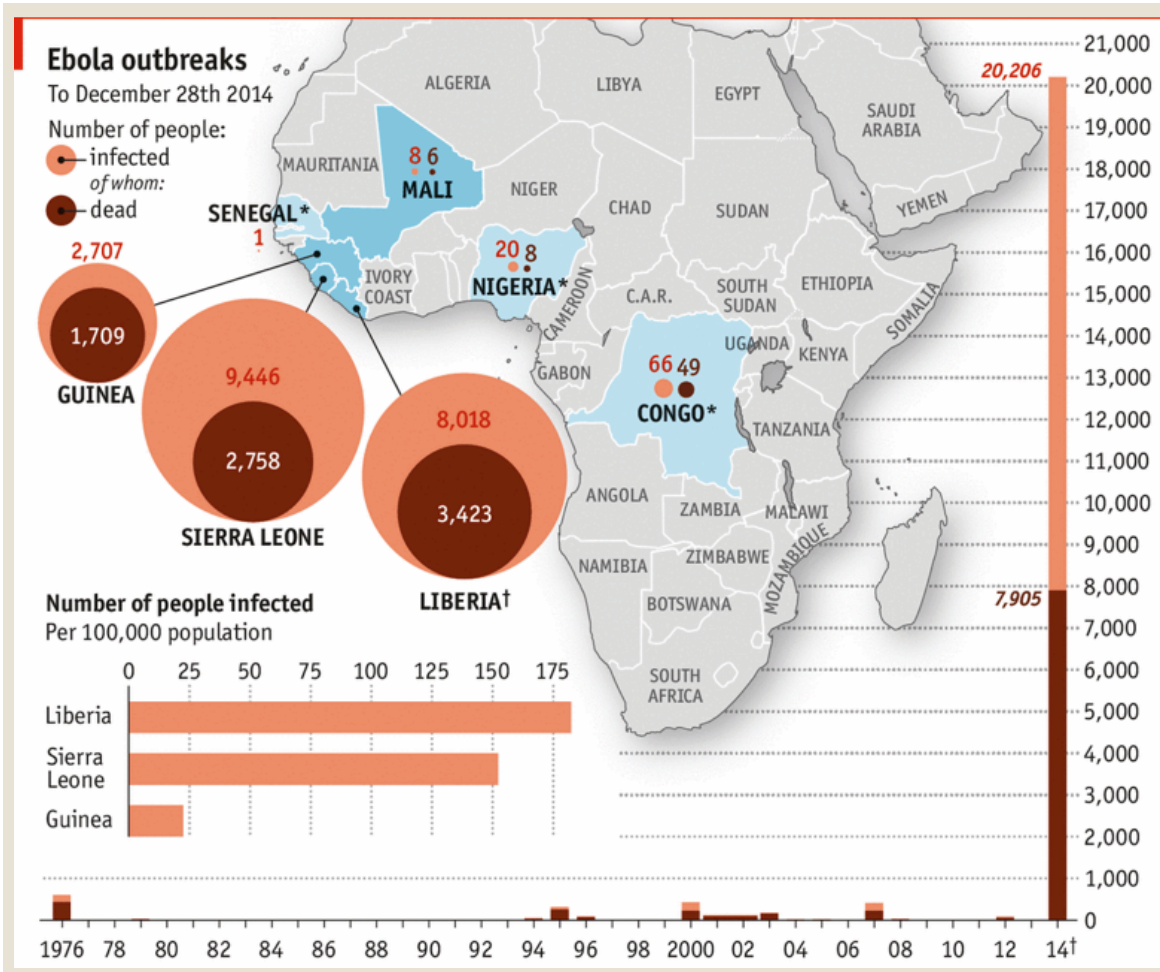 Ebola outbreaks
To December 28th 2014
Number of people:
infected
of whom:
dead
2,707
1,709
GUINEA
9,446
2,758
SIERRA LEONE
8,018
3,423
LIBERIA†
SENEGAL*
1
8 6
MALI
20 8
NIGERIA*
66 49
CONGO*
ALGERIA
LIBYA
EGYPT
SAUDI
ARABIA
MAURITANIA
NIGER
CHAD
SUDAN
YEMEN
IVORY
COAST
CAMEROON
C.A.R.
SOUTH
SUDAN
ETHIOPIA
SOMALIA
GABON
UGANDA
KENYA
TANZANIA
ANGOLA
ZAMBIA
MALAWI
MOZAMBIQUE
NAMIBIA
ZIMBABWE
BOTSWANA
SOUTH
AFRICA
Number of people infected
Per 100,000 population
0 25 50 75 100 125 150 175
Liberia
Sierra
Leone
Guinea
20,206
7,905
21,000
20,000
19,000
18,000
17,000
16,000
15,000
14,000
13,000
12,000
11,000
10,000
9,000
8,000
7,000
6,000
5,000
4,000
3,000
2,000
1,000
0
1976 78 80 82 84 86 88 90 92 94 96 98 2000 02 04 06 08 10 12 14†